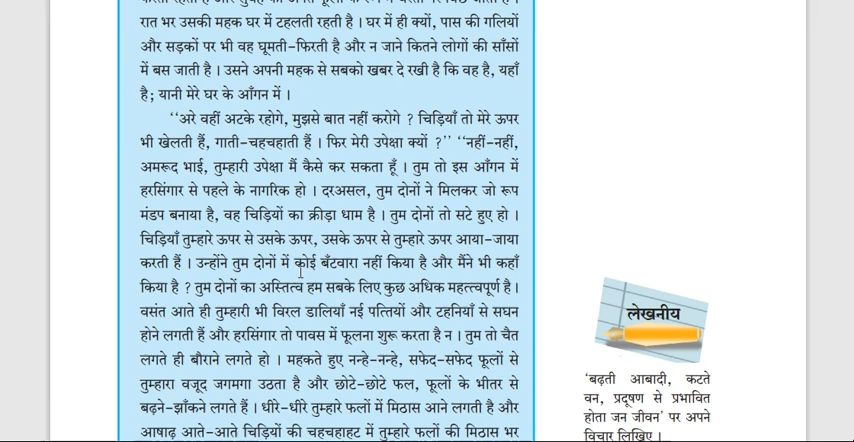 रात भर उसकी महक घर में टहलती रहती है । घर में ही क्यों, पास की गलियों
और सड़कों पर भी वह घूमती-फिरती है और न जाने कितने लोगों की साँसों
में बस जाती है । उसने अपनी महक से सबको खबर दे रखी है कि वह है, यहाँ
है; यानी मेरे घर के आँगन में ।
‘‘अरे वहीं अटके रहोगे, मुझसे बात नहीं करोगे ? चिड़ियाँ तो मेरे ऊपर
भी खेलती हैं, गाती-चहचहाती हैं । फिर मेरी उपेक्षा क्यों ?’’ ‘‘नहीं-नहीं,
अमरूद भाई, तुम्हारी उपेक्षा मैं कैसे कर सकता हूँ । तुम तो इस आँगन में
हरसिंगार से पहले के नागरिक हो । दरअसल, तुम दोनों ने मिलकर जो रूप
मंडप बनाया है, वह चिड़ियों का क्रीड़ा धाम है । तुम दोनों तो सटे हुए हो ।
चिड़ियाँ तुम्हारे ऊपर से उसके ऊपर, उसके ऊपर से तुम्हारे ऊपर आया-जाया
करती हैं । उन्होंने तुम दोनों में कोई बँटवारा नहीं किया है और मैंने भी कहाँ
किया है ? तुम दोनों का अस्तित्व हम सबके लिए कुछ अधिक महत्त्वपूर्ण है ।
वसंत आते ही तुम्हारी भी विरल डालियाँ नई पत्तियों और टहनियों से सघन
होने लगती हैं और हरसिंगार तो पावस में फूलना शुरू करता है न । तुम तो चैत
लगते ही बौराने लगते हो । महकते हुए नन्हे-नन्हे, सफेद-सफेद फूलों से
तुम्हारा वजूद जगमगा उठता है और छोटे-छोटे फल, फूलों के भीतर से
बढ़ने-झाँकने लगते हैं । धीरे-धीरे तुम्हारे फलों में मिठास आने लगती है और
आषाढ़ आते-आते चिड़ियों की चहचहाहट में तुम्हारे फलों की मिठास भर
लेखनीय
‘बढ़ती आबादी, कटते
वन, प्रदूषण से प्रभावित
होता जन जीवन’ पर अपने
विचार लिखिए ।